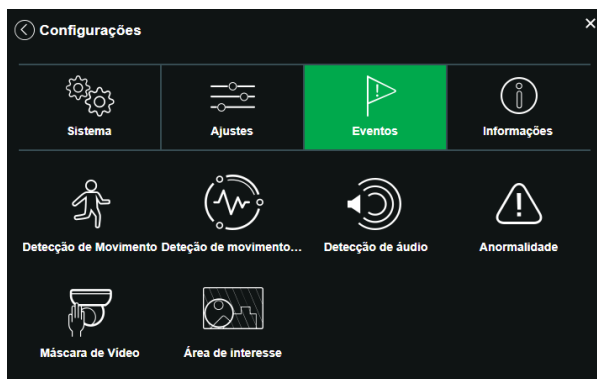 Configurações
Sistema
Ajustes
Eventos
Informações
Detecção de Movimento
Deteção de movimento...
Detecção de áudio
Anormalidade
Máscara de Vídeo
Área de interesse